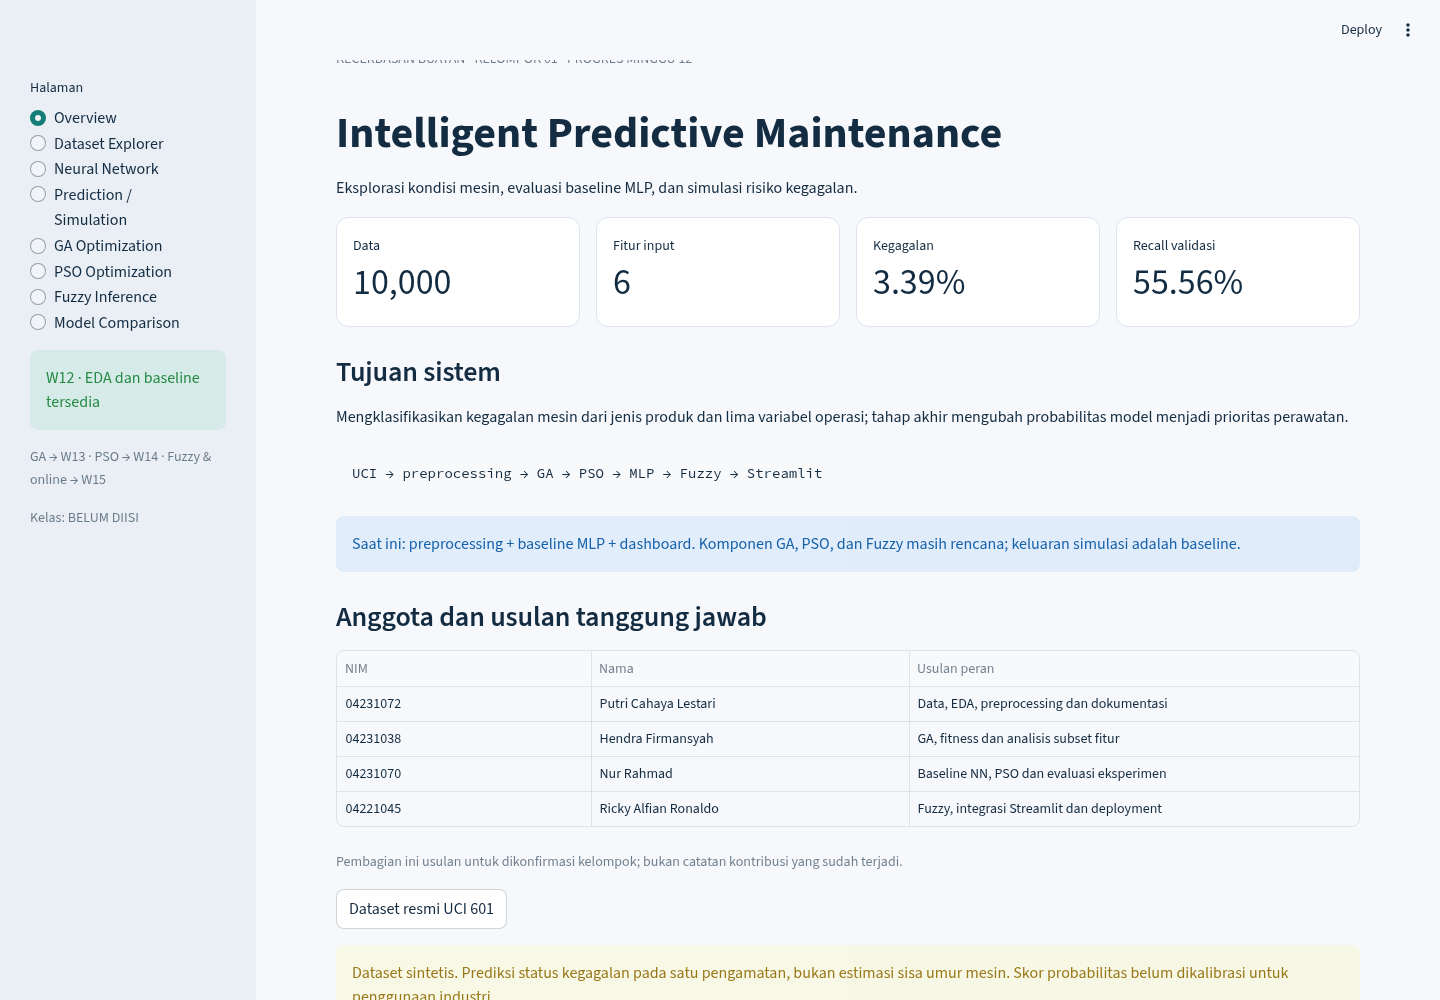 Deploy
KECERDASAN BUATAN · KELOMPOK 01 · PROGRES MINGGU 12
Halaman
Overview
Dataset Explorer
Neural Network
Prediction /
Simulation
GA Optimization
PSO Optimization
Fuzzy Inference
Model Comparison
W12 · EDA dan baseline
tersedia
GA → W13 · PSO → W14 · Fuzzy &
online → W15
Kelas: BELUM DIISI
Intelligent Predictive Maintenance
Eksplorasi kondisi mesin, evaluasi baseline MLP, dan simulasi risiko kegagalan.
Data Fitur input Kegagalan Recall validasi
10,000 6 3.39% 55.56%
Tujuan sistem
Mengklasifikasikan kegagalan mesin dari jenis produk dan lima variabel operasi; tahap akhir mengubah probabilitas model menjadi prioritas perawatan.
UCI → preprocessing → GA → PSO → MLP → Fuzzy → Streamlit
Saat ini: preprocessing + baseline MLP + dashboard. Komponen GA, PSO, dan Fuzzy masih rencana; keluaran simulasi adalah baseline.
Anggota dan usulan tanggung jawab
NIM Nama Usulan peran
04231072 Putri Cahaya Lestari Data, EDA, preprocessing dan dokumentasi
04231038 Hendra Firmansyah GA, fitness dan analisis subset fitur
04231070 Nur Rahmad Baseline NN, PSO dan evaluasi eksperimen
04221045 Ricky Alfian Ronaldo Fuzzy, integrasi Streamlit dan deployment
Pembagian ini usulan untuk dikonfirmasi kelompok; bukan catatan kontribusi yang sudah terjadi.
Dataset resmi UCI 601
Dataset sintetis. Prediksi status kegagalan pada satu pengamatan, bukan estimasi sisa umur mesin. Skor probabilitas belum dikalibrasi untuk
penggunaan industri.